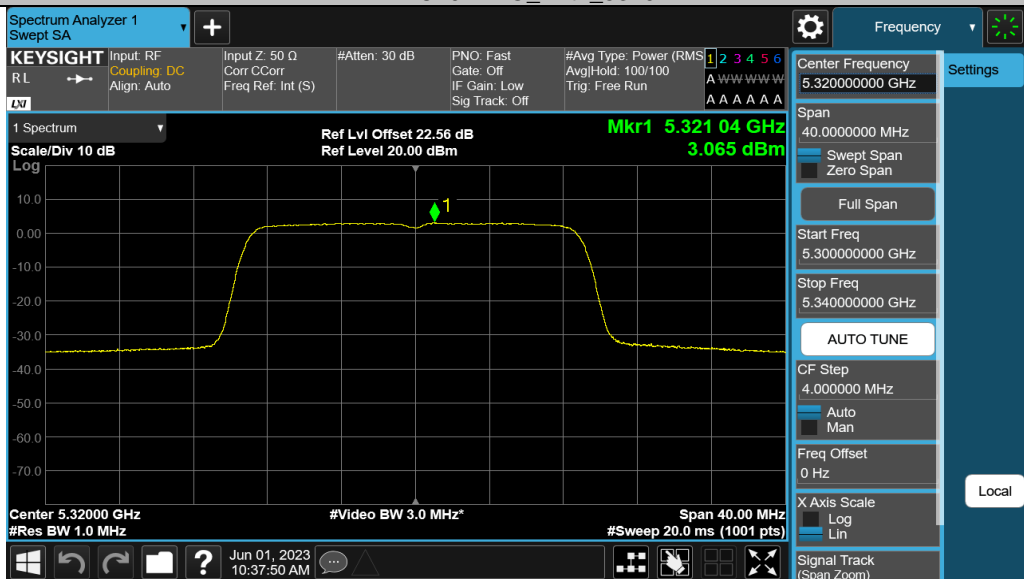 Spectrum Analyzer 1
Swept SA
+
Frequency
KEYSIGHT
R L
LXI
Input: RF
Coupling: DC
Align: Auto
Input Z: 50 Ω
Corr CCorr
Freq Ref: Int (S)
#Atten: 30 dB
PNO: Fast
Gate: Off
IF Gain: Low
Sig Track: Off
#Avg Type: Power (RMS
Avg|Hold: 100/100
Trig: Free Run
1 2 3 4 5 6
A W W W W W
A A A A A A
1 Spectrum
Scale/Div 10 dB
Log
Ref Lvl Offset 22.56 dB
Ref Level 20.00 dBm
Mkr1 5.321 04 GHz
3.065 dBm
1
10.0
0.00
-10.0
-20.0
-30.0
-40.0
-50.0
-60.0
-70.0
Center 5.32000 GHz
#Res BW 1.0 MHz
#Video BW 3.0 MHz*
Span 40.00 MHz
#Sweep 20.0 ms (1001 pts)
Center Frequency
5.320000000 GHz
Span
40.0000000 MHz
Swept Span
Zero Span
Full Span
Start Freq
5.300000000 GHz
Stop Freq
5.340000000 GHz
AUTO TUNE
CF Step
4.000000 MHz
Auto
Man
Freq Offset
0 Hz
X Axis Scale
Log
Lin
Signal Track
(Span Zoom)
Settings
Local
?
Jun 01, 2023
10:37:50 AM